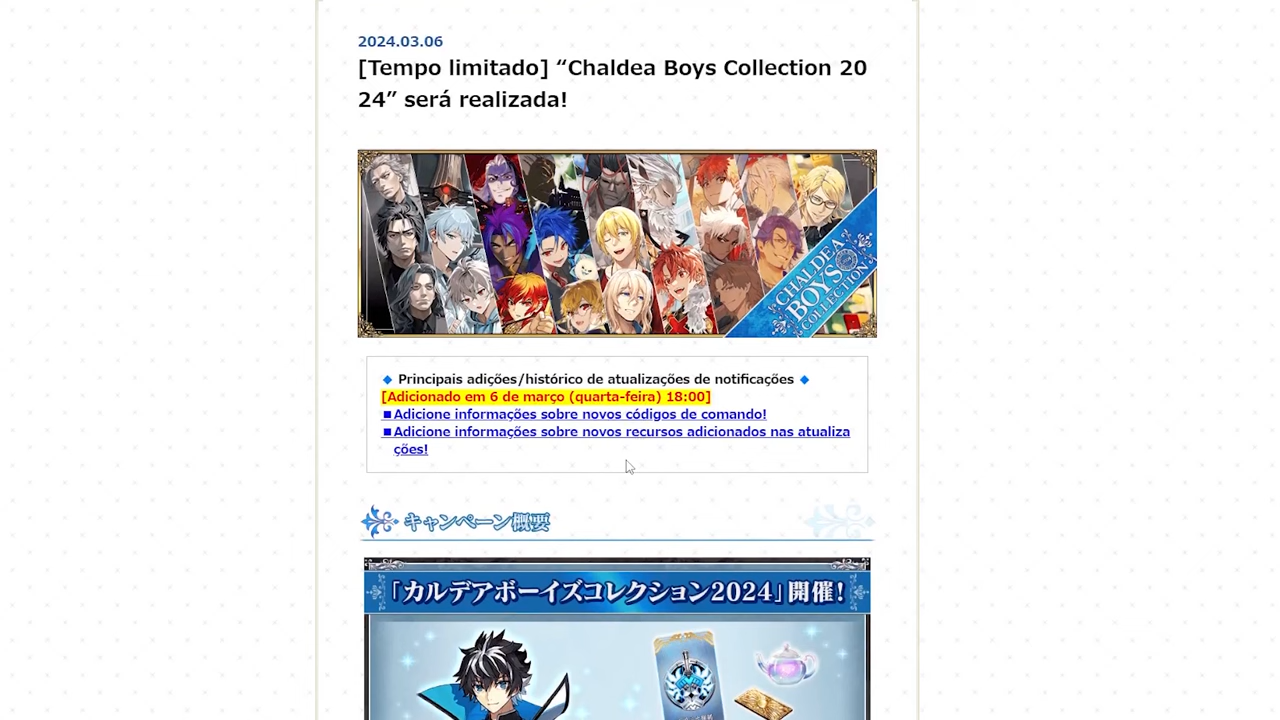 2024.03.06
[Tempo limitado] “Chaldea Boys Collection 20
24” será realizada!
CHALDEA
BOYS
COLLECTION
◆ Principais adições/histórico de atualizações de notificações ◆
[Adicionado em 6 de março (quarta-feira) 18:00]
■Adicione informações sobre novos códigos de comando!
■Adicione informações sobre novos recursos adicionados nas atualiza
ções!
キャンペーン概要
「カルデアボーイズコレクション2024」開催!